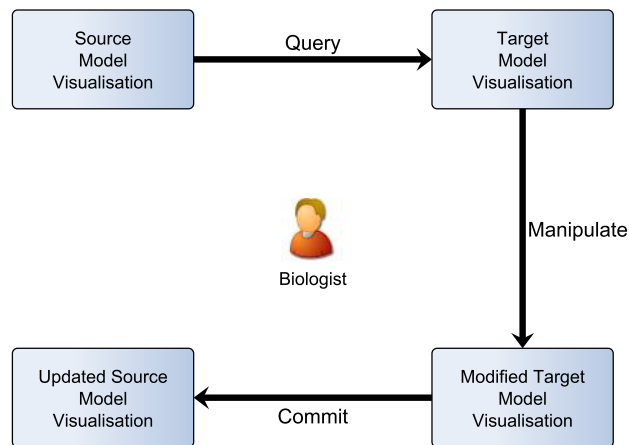 Source
Model
Visualisation
Query
Target
Model
Visualisation
Manipulate
Biologist
Updated Source
Model
Visualisation
Commit
Modified Target
Model
Visualisation